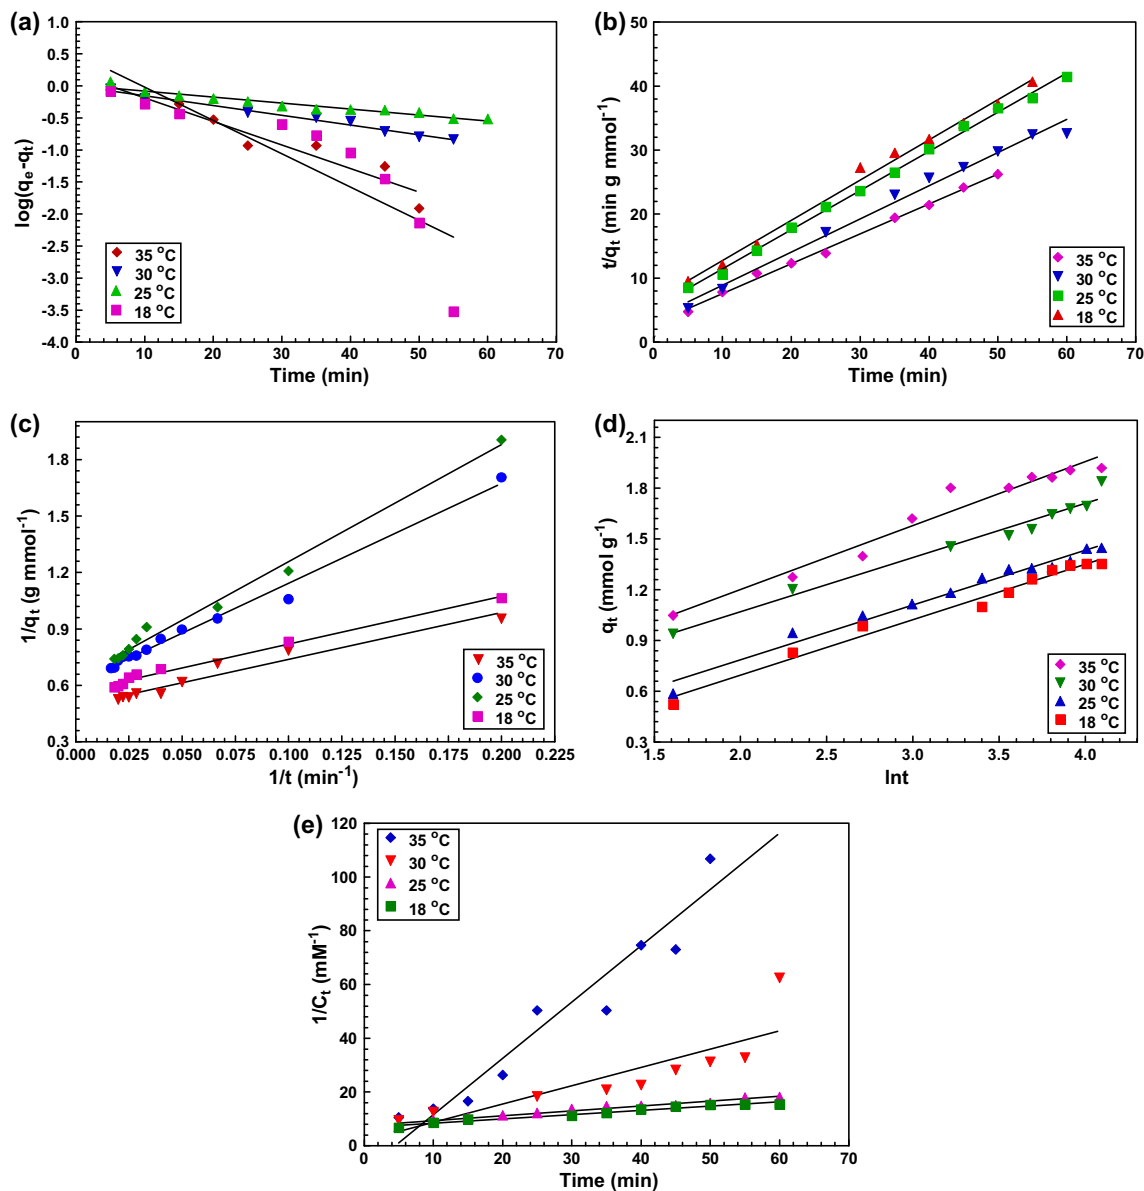 (a)
1.0
0.5
0.0
-0.5
-1.0
-1.5
-2.0
-2.5
-3.0
-3.5
-4.0
log(qe-qt)
35 °C
30 °C
25 °C
18 °C
0 10 20 30 40 50 60 70
Time (min)
(b)
50
40
30
20
10
0
t/qt (min g mmol-1)
35 °C
30 °C
25 °C
18 °C
0 10 20 30 40 50 60 70
Time (min)
(c)
1.8
1.5
1.2
0.9
0.6
0.3
1/qt (g mmol-1)
35 °C
30 °C
25 °C
18 °C
0.000 0.025 0.050 0.075 0.100 0.125 0.150 0.175 0.200 0.225
1/t (min-1)
(d)
2.1
1.8
1.5
1.2
0.9
0.6
0.3
qt (mmol g-1)
35 °C
30 °C
25 °C
18 °C
1.5 2.0 2.5 3.0 3.5 4.0
lnt
(e)
120
100
80
60
40
20
0
1/Ct (mM-1)
35 °C
30 °C
25 °C
18 °C
0 10 20 30 40 50 60 70
Time (min)